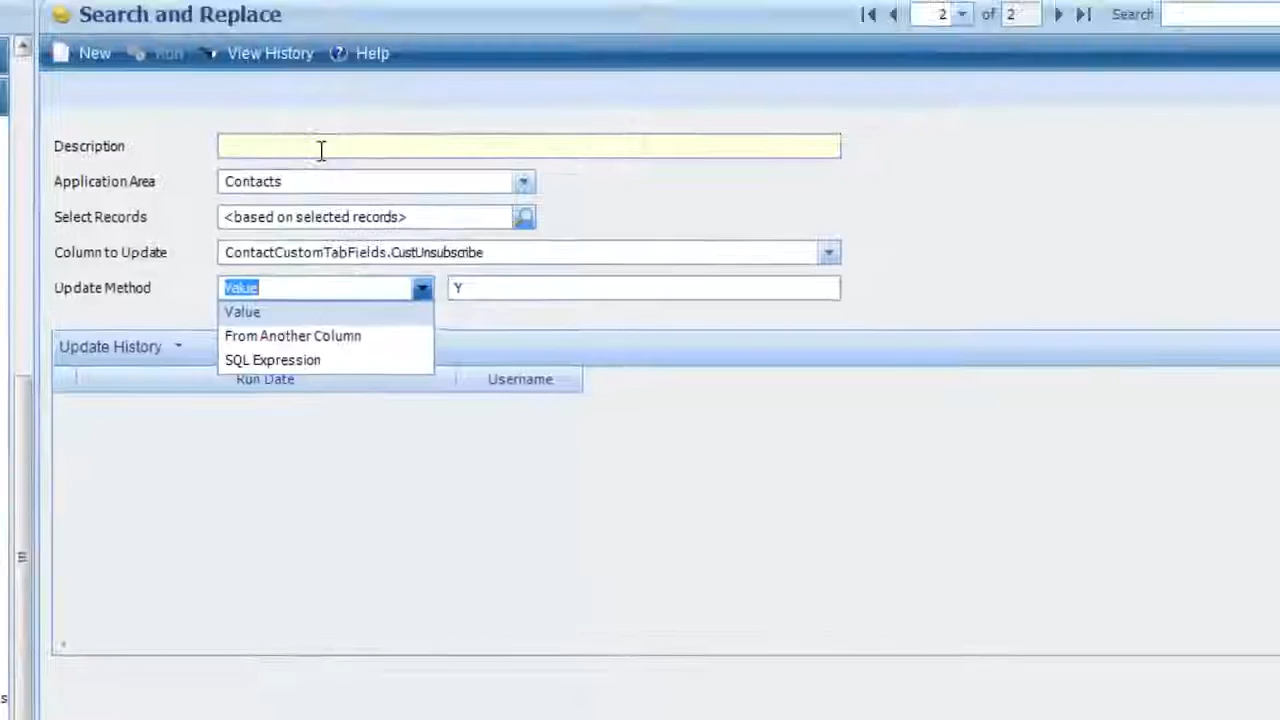 Search and Replace
2 of 2 Search
New Run View History Help
Description
Application Area Contacts
Select Records <based on selected records>
Column to Update ContactCustomTabFields.CustUnsubscribe
Update Method Value Y
Value
From Another Column
SQL Expression
Update History
Run Date Username
s